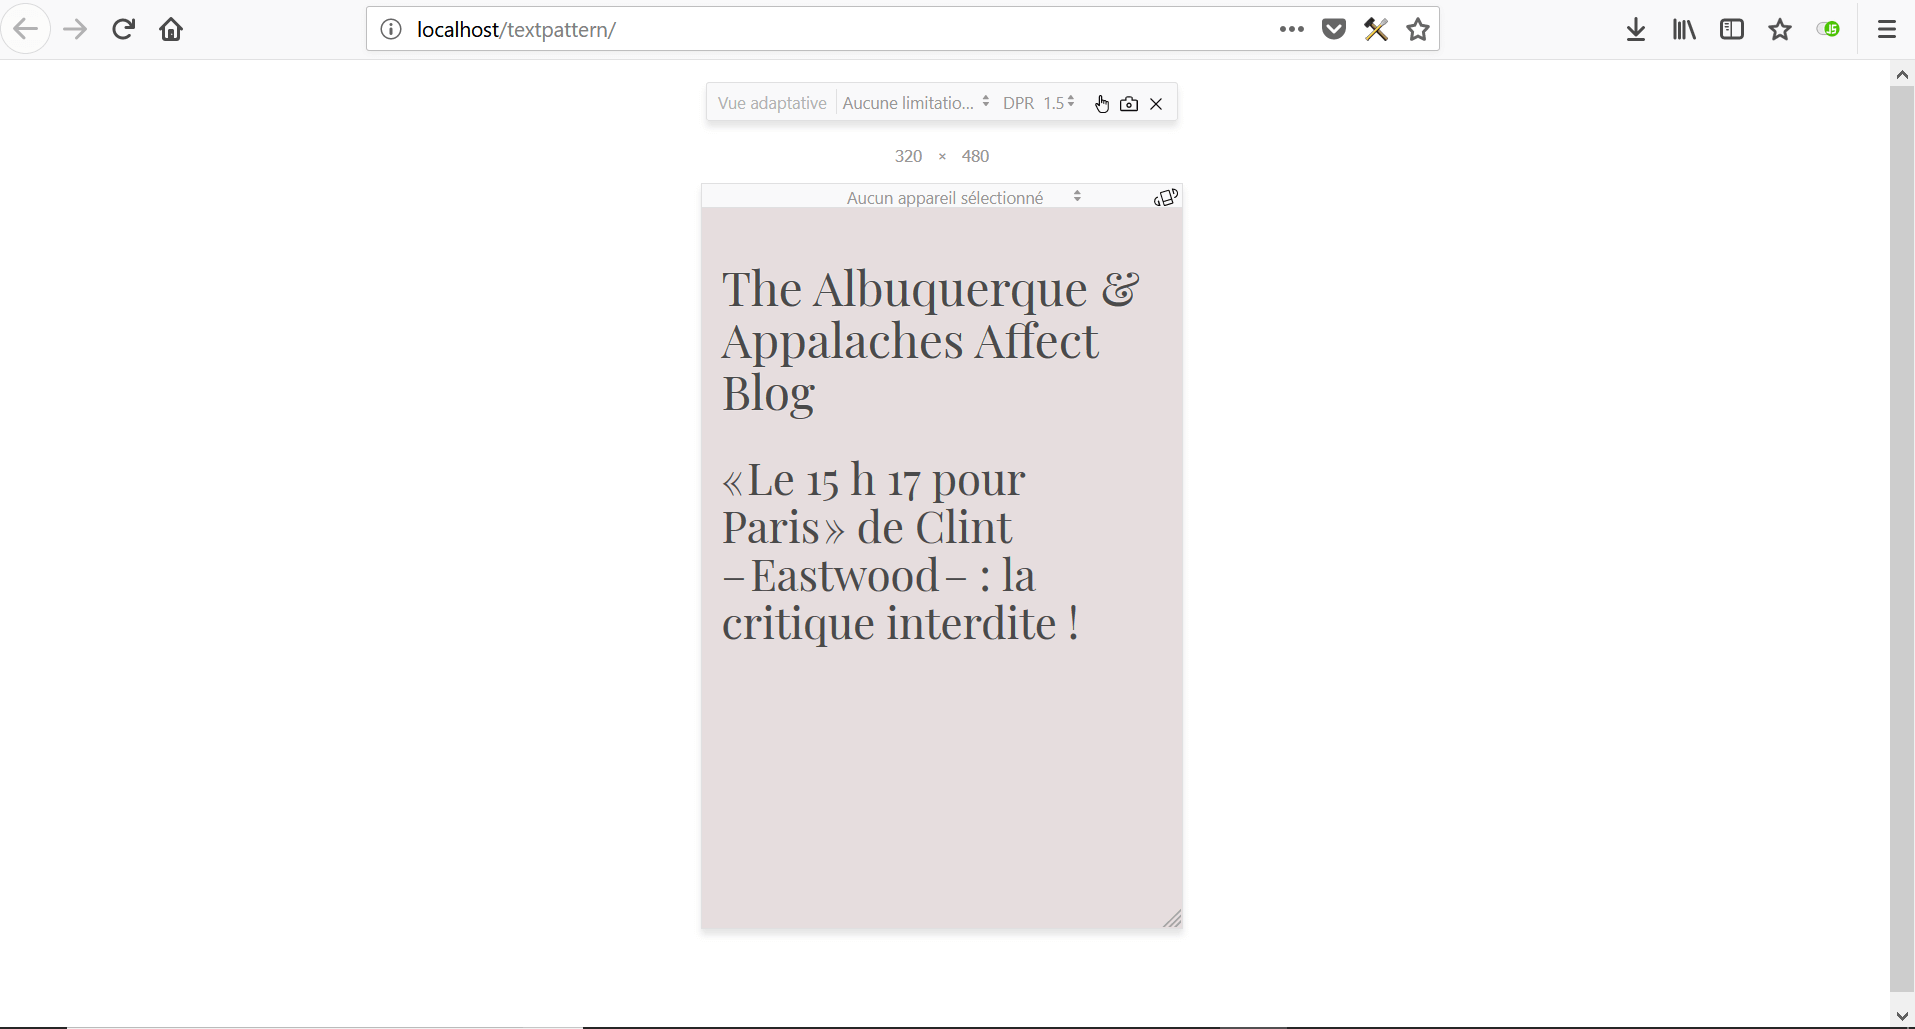 localhost/textpattern/
JS
Vue adaptative Aucune limitatio... DPR 1.5
320 × 480
Aucun appareil sélectionné
The Albuquerque &
Appalaches Affect
Blog
« Le 15 h 17 pour
Paris » de Clint
– Eastwood – : la
critique interdite !